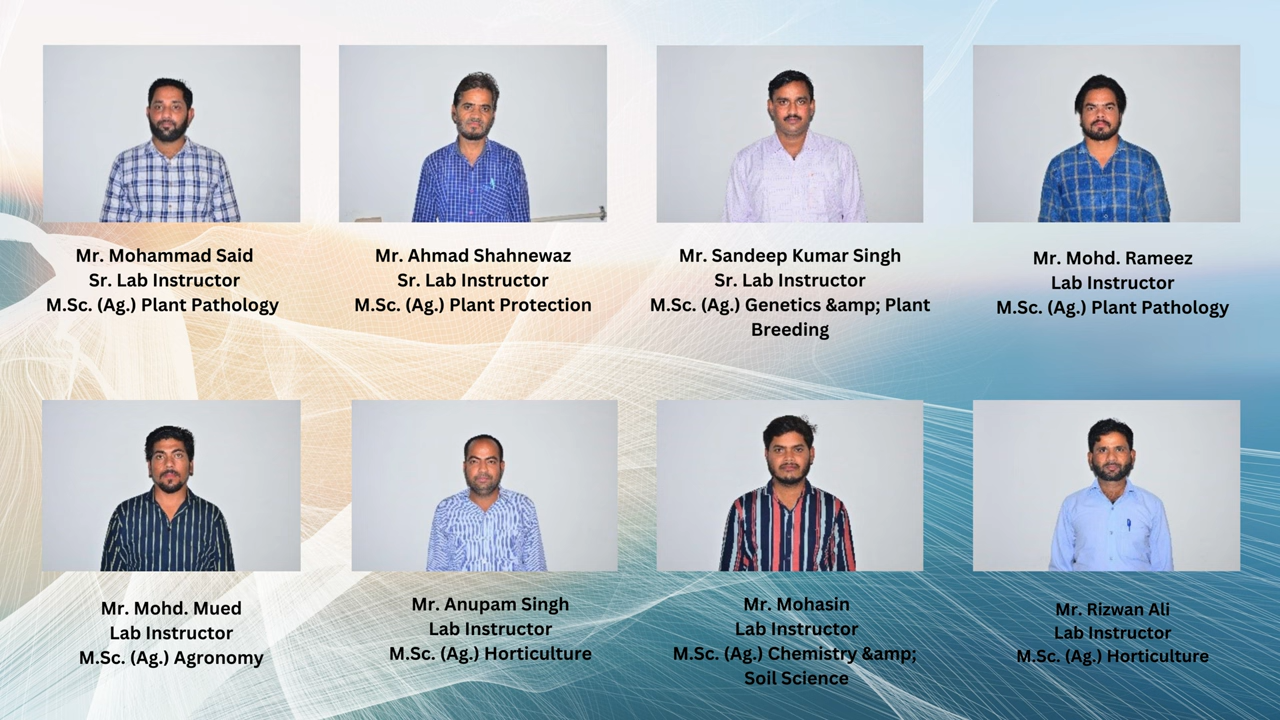 Mr. Mohammad Said
Sr. Lab Instructor
M.Sc. (Ag.) Plant Pathology
Mr. Ahmad Shahnewaz
Sr. Lab Instructor
M.Sc. (Ag.) Plant Protection
Mr. Sandeep Kumar Singh
Sr. Lab Instructor
M.Sc. (Ag.) Genetics &amp; Plant
Breeding
Mr. Mohd. Rameez
Lab Instructor
M.Sc. (Ag.) Plant Pathology
Mr. Mohd. Mued
Lab Instructor
M.Sc. (Ag.) Agronomy
Mr. Anupam Singh
Lab Instructor
M.Sc. (Ag.) Horticulture
Mr. Mohasin
Lab Instructor
M.Sc. (Ag.) Chemistry &amp;
Soil Science
Mr. Rizwan Ali
Lab Instructor
M.Sc. (Ag.) Horticulture